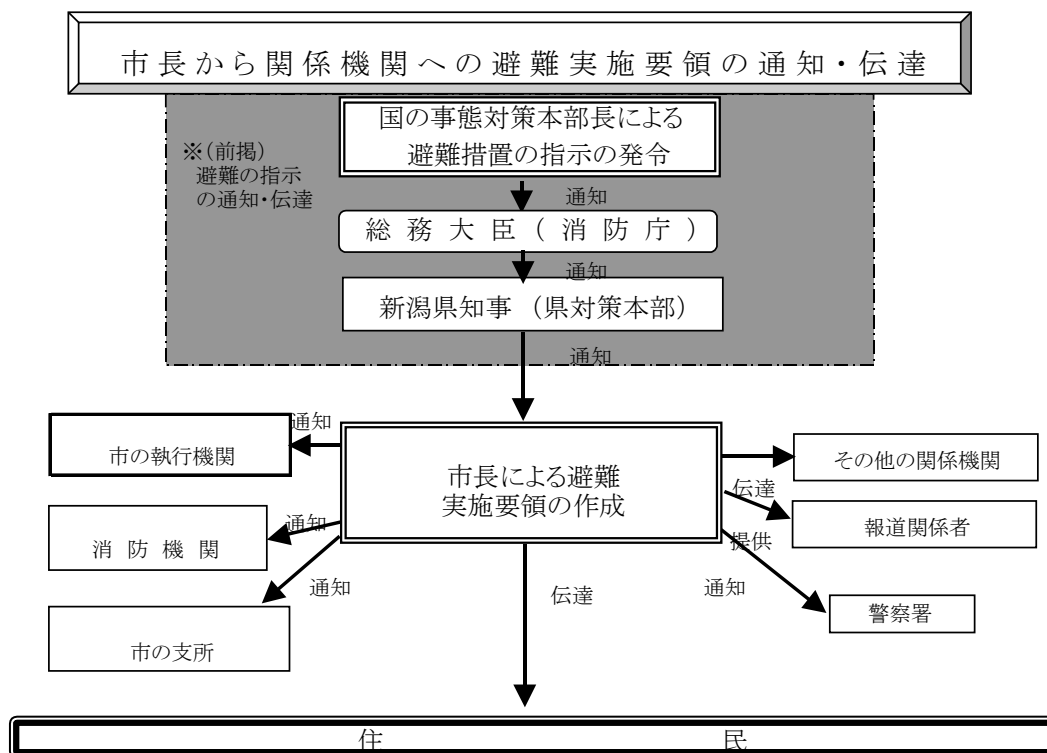 市長から関係機関への避難実施要領の通知・伝達
国の事態対策本部長による
避難措置の指示の発令
※(前掲)
避難の指示
の通知・伝達
通知
総務大臣(消防庁)
通知
新潟県知事 (県対策本部)
通知
通知
市の執行機関
市長による避難
実施要領の作成
その他の関係機関
伝達
通知
消防機関
報道関係者
提供
通知
伝達
通知
警察署
市の支所
住民